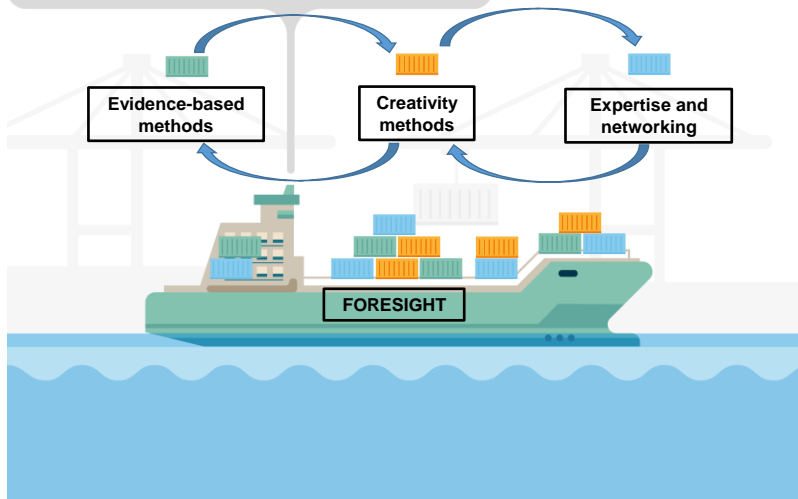 Evidence-based
methods
Creativity
methods
Expertise and
networking
FORESIGHT